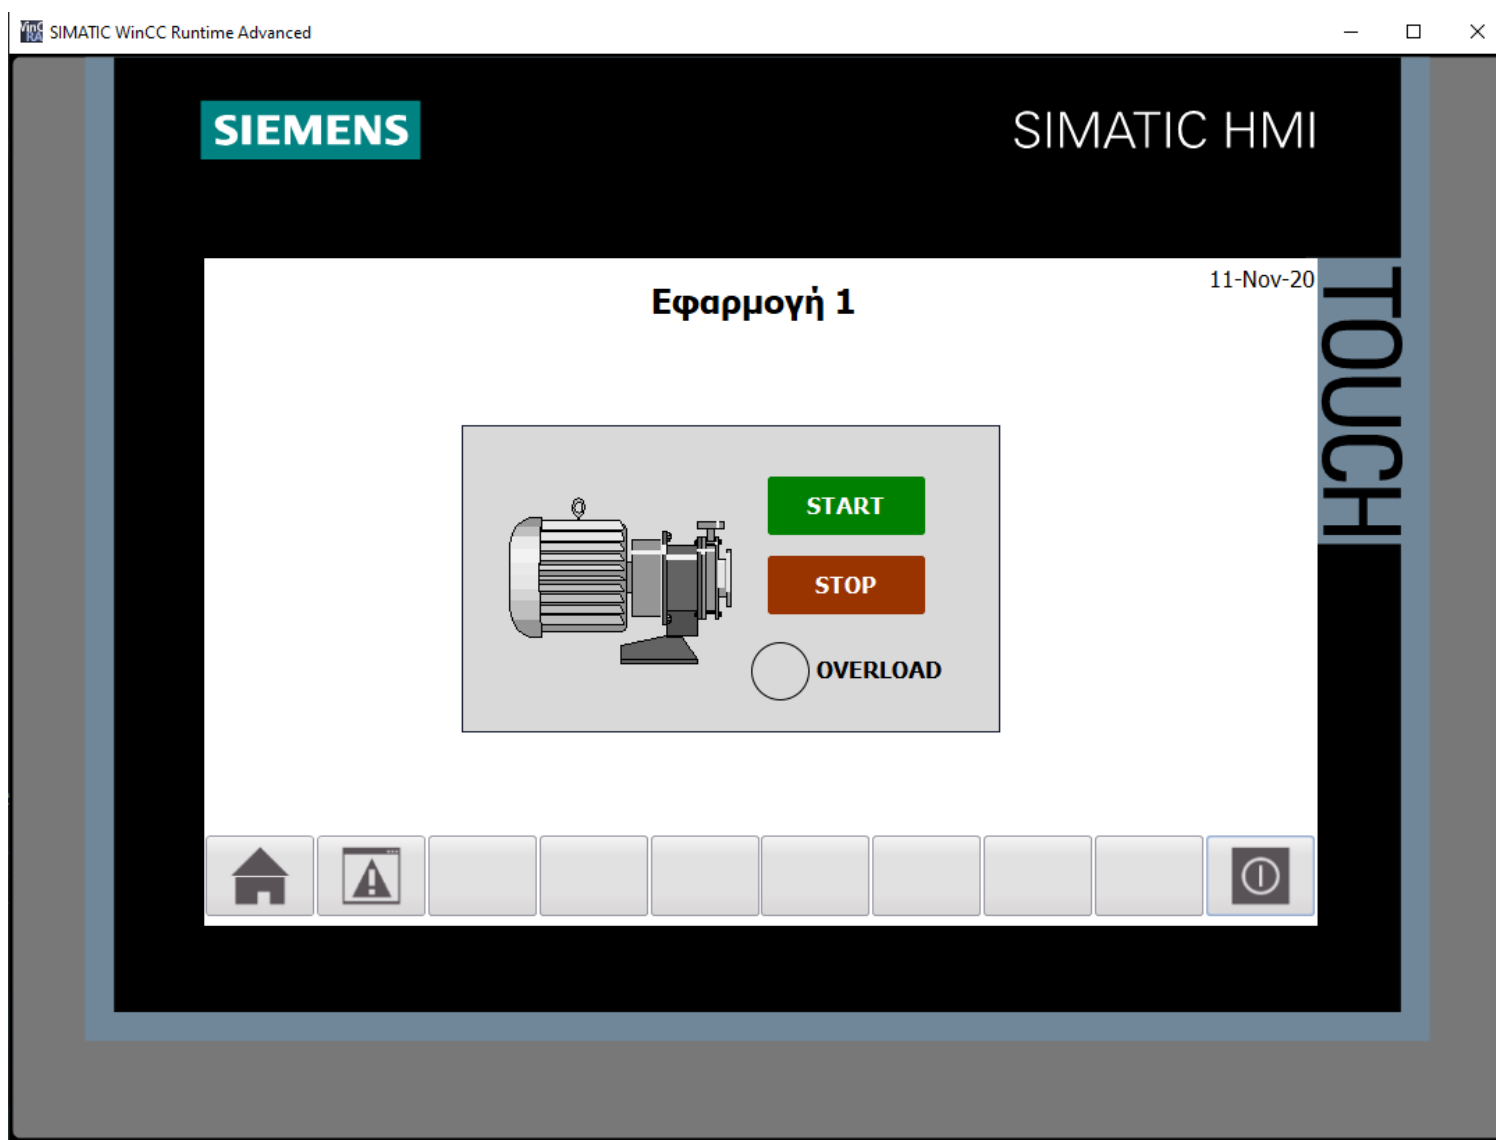 SIMATIC WinCC Runtime Advanced
SIEMENS
SIMATIC HMI
TOUCH
11-Nov-20
Εφαρμογή 1
START
STOP
OVERLOAD